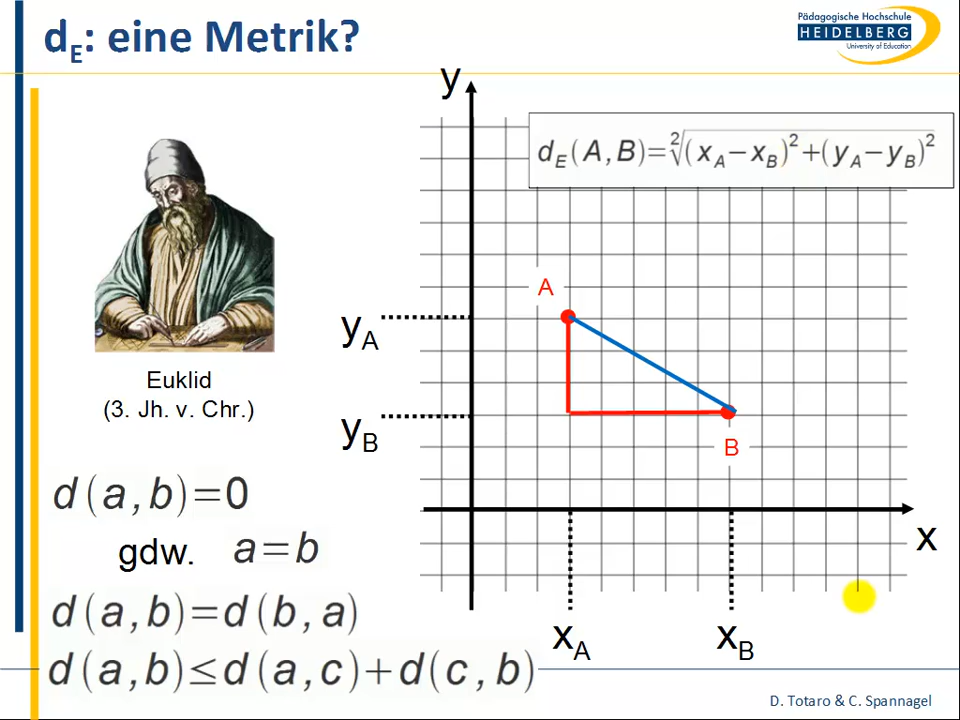 d_E: eine Metrik?
Pädagogische Hochschule
HEIDELBERG
University of Education
y
d_E(A,B)=²√(x_A−x_B)²+(y_A−y_B)²
A
y_A
Euklid
(3. Jh. v. Chr.)
y_B
B
d(a,b)=0
gdw. a=b
x
d(a,b)=d(b,a)
x_A
x_B
d(a,b)≤d(a,c)+d(c,b)
D. Totaro & C. Spannagel